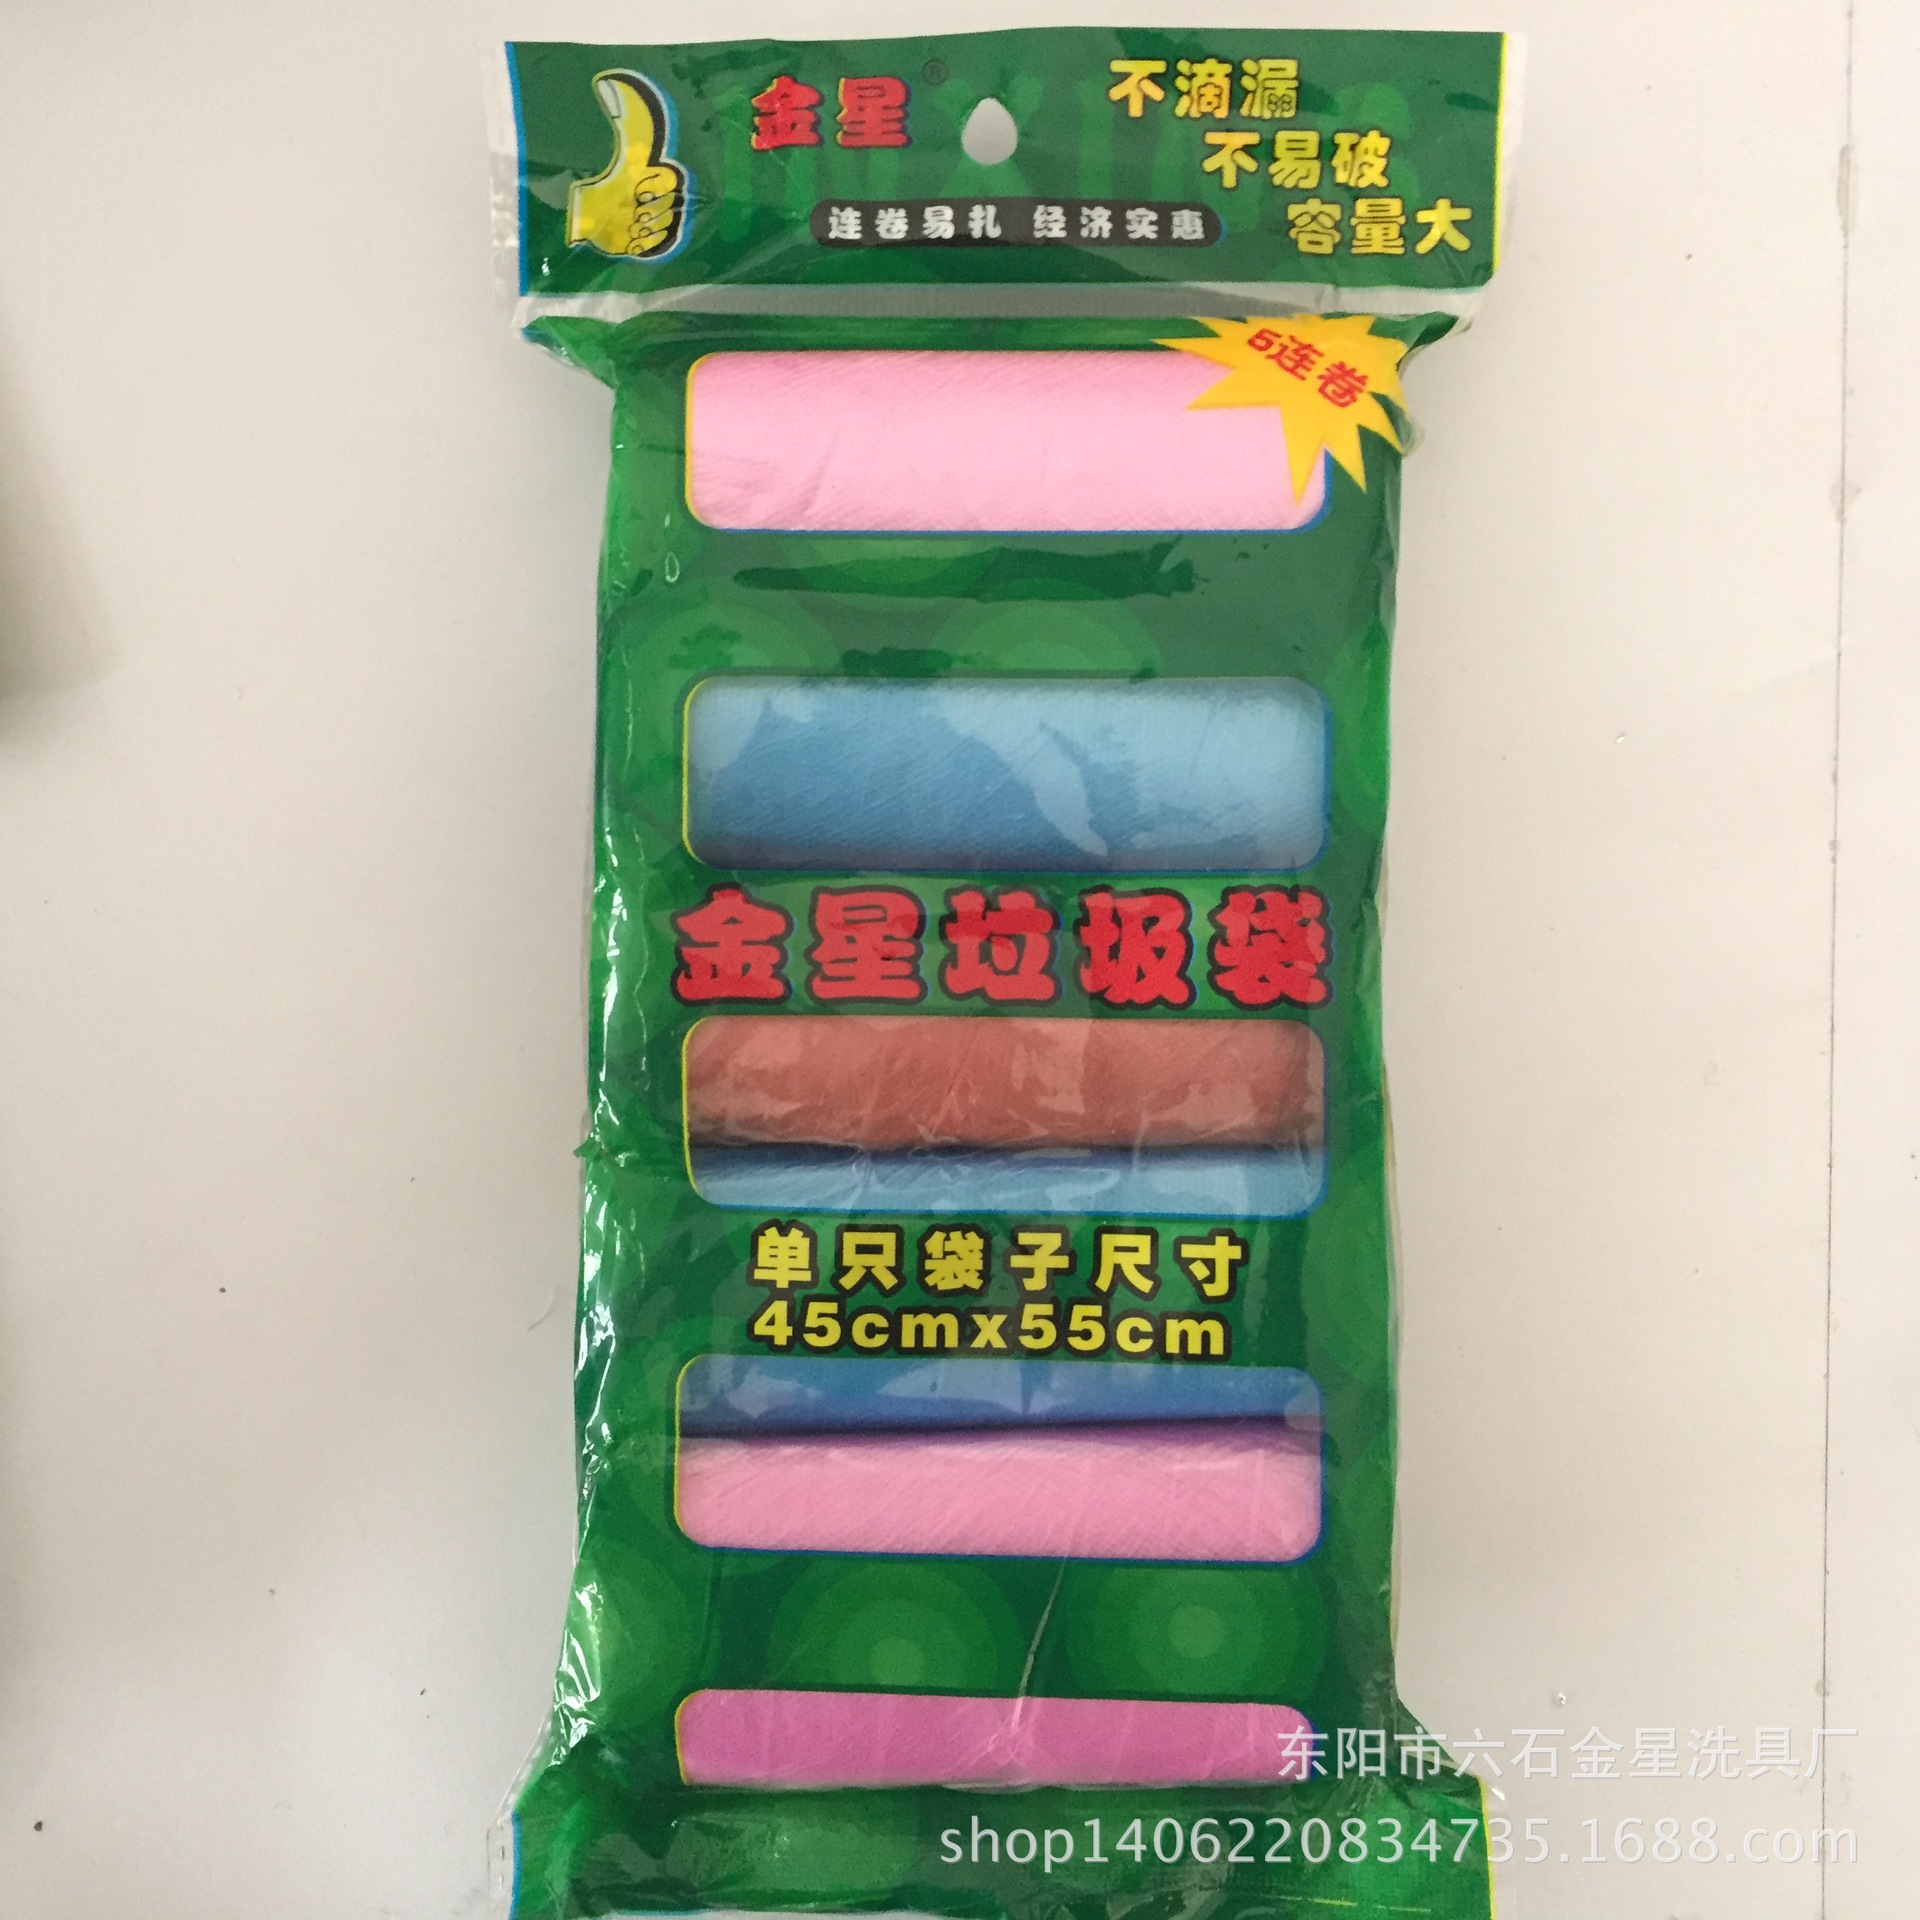 金星®
不滴漏
不易破
容量大
连卷易扎 经济实惠
5连卷
金星垃圾袋
单只袋子尺寸
45cmx55cm
东阳市六石金星洗具厂
shop1406220834735.1688.com